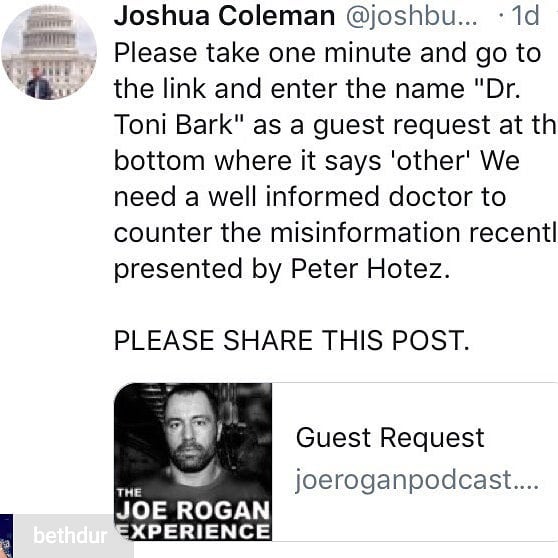 Joshua Coleman @joshbu... · 1d
Please take one minute and go to
the link and enter the name "Dr.
Toni Bark" as a guest request at th
bottom where it says 'other' We
need a well informed doctor to
counter the misinformation recentl
presented by Peter Hotez.
PLEASE SHARE THIS POST.
Guest Request
joeroganpodcast....
THE
JOE ROGAN
EXPERIENCE
bethdur